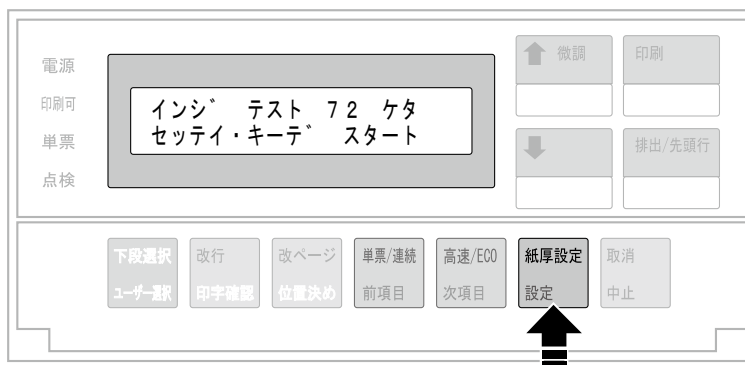 電源
印刷可
単票
点検
インシ゛ テスト 72 ケタ
セッテイ・キーデ スタート
微調
印刷
排出/先頭行
下段選択
改行
改ページ
単票/連続
高速/ECO
紙厚設定
取消
ユーザー選択
印字確認
位置決め
前項目
次項目
設定
中止